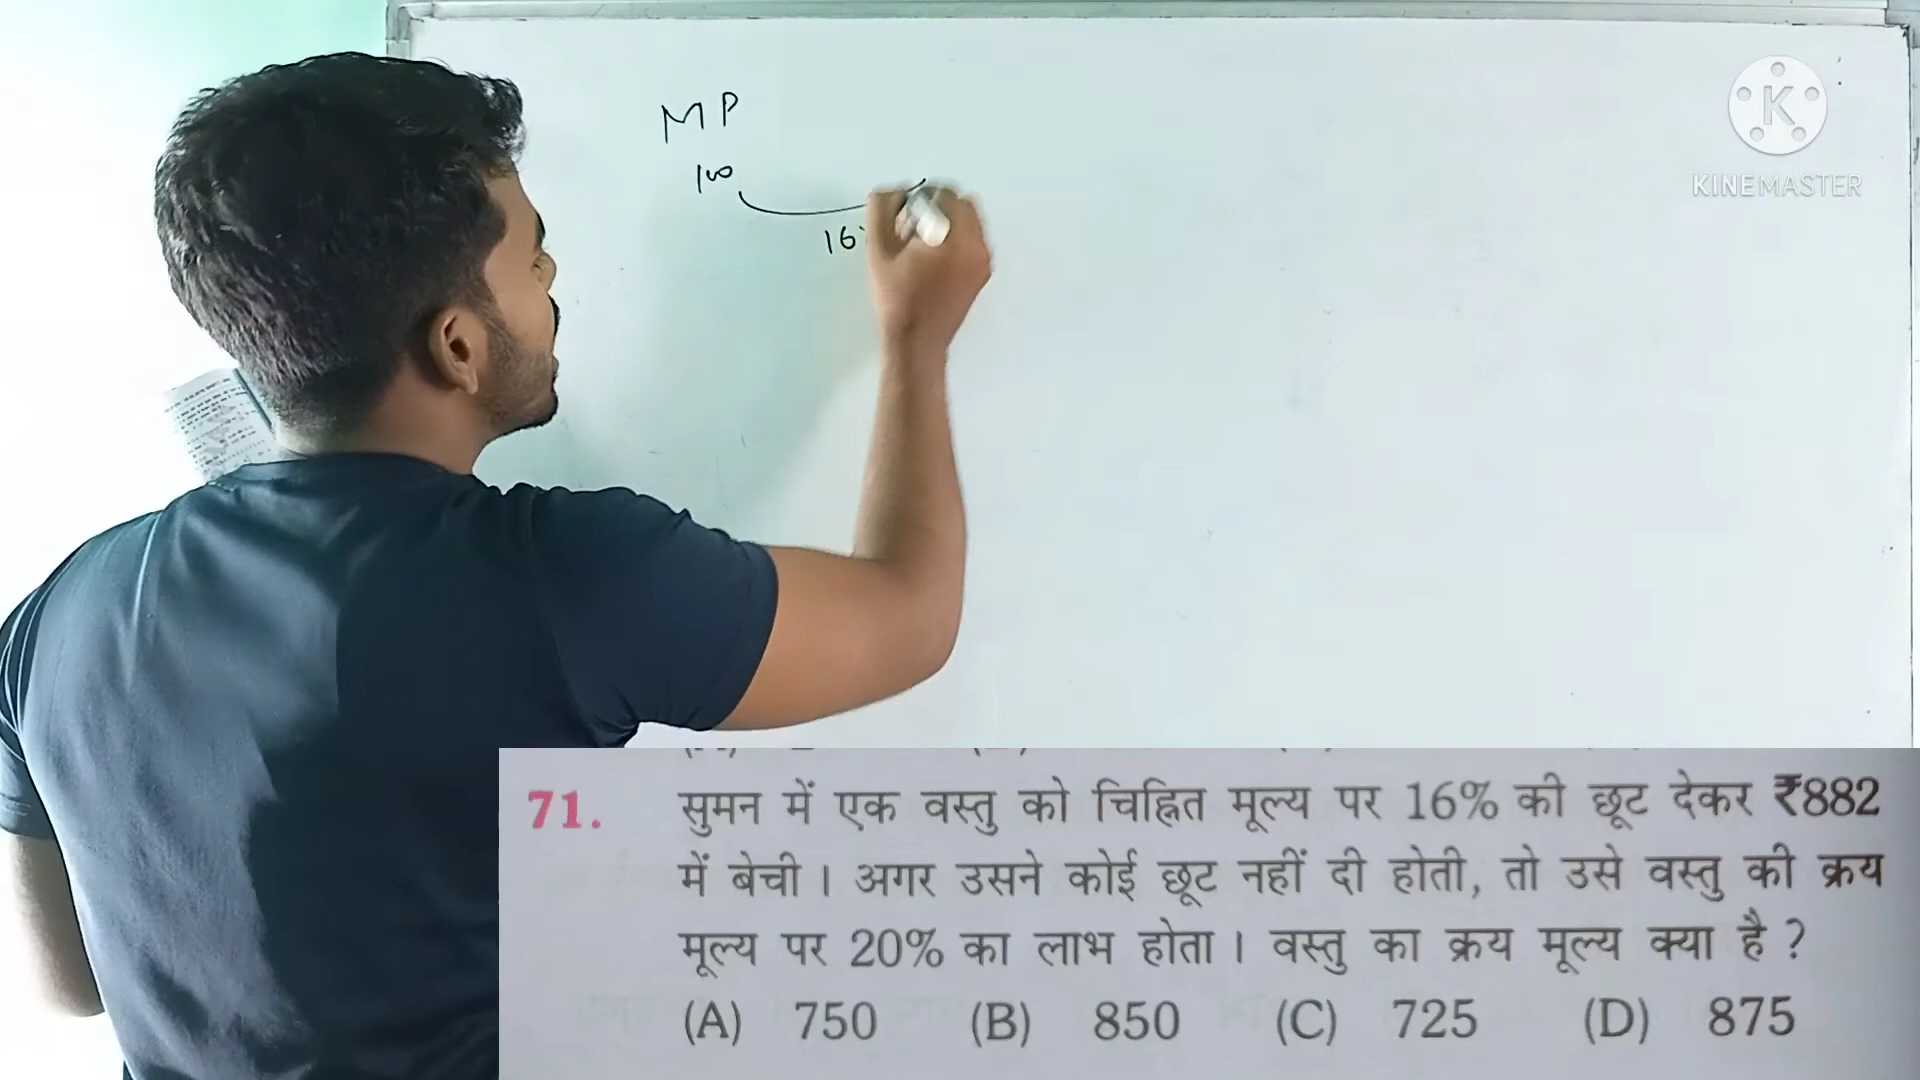 MP
100
16
KINEMASTER
71. सुमन में एक वस्तु को चिह्नित मूल्य पर 16% की छूट देकर ₹882
में बेची। अगर उसने कोई छूट नहीं दी होती, तो उसे वस्तु की क्रय
मूल्य पर 20% का लाभ होता। वस्तु का क्रय मूल्य क्या है ?
(A) 750 (B) 850 (C) 725 (D) 875